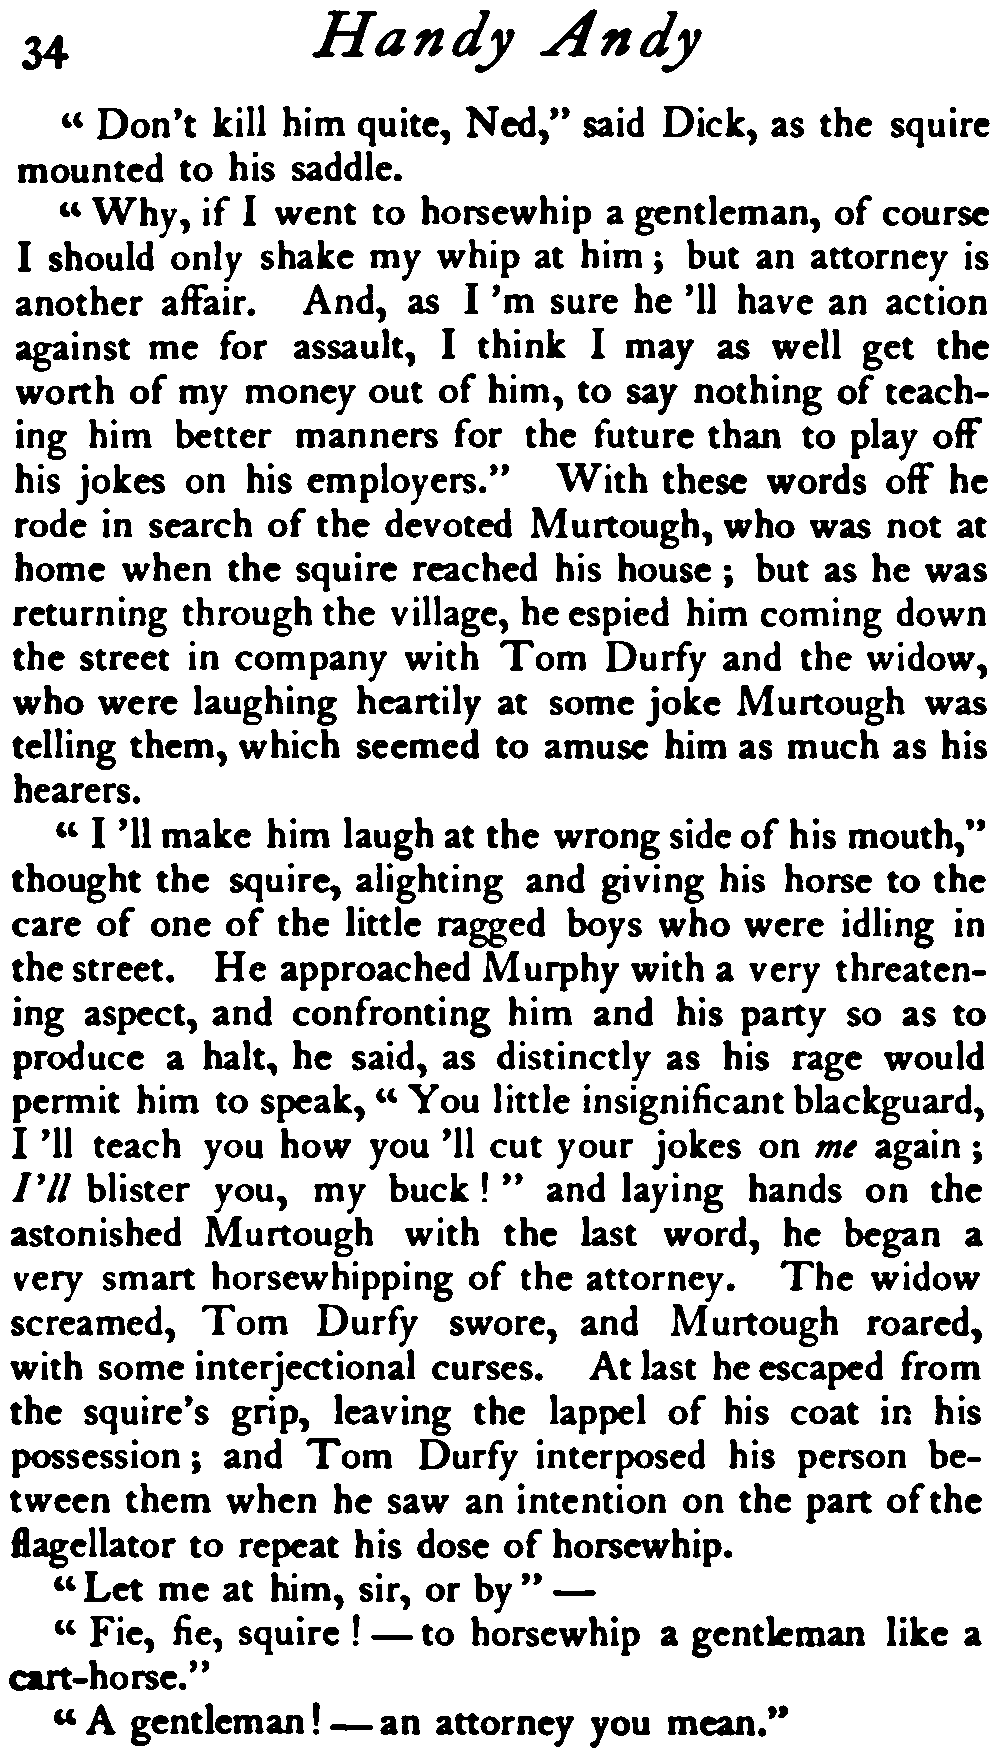 34 Handy Andy
“ Don't kill him quite, Ned,” said Dick, as the squire
mounted to his saddle.
“ Why, if I went to horsewhip a gentleman, of course
I should only shake my whip at him ; but an attorney is
another affair. And, as I 'm sure he 'll have an action
against me for assault, I think I may as well get the
worth of my money out of him, to say nothing of teach-
ing him better manners for the future than to play off
his jokes on his employers.” With these words off he
rode in search of the devoted Murtough, who was not at
home when the squire reached his house ; but as he was
returning through the village, he espied him coming down
the street in company with Tom Durfy and the widow,
who were laughing heartily at some joke Murtough was
telling them, which seemed to amuse him as much as his
hearers.
“ I 'll make him laugh at the wrong side of his mouth,”
thought the squire, alighting and giving his horse to the
care of one of the little ragged boys who were idling in
the street. He approached Murphy with a very threaten-
ing aspect, and confronting him and his party so as to
produce a halt, he said, as distinctly as his rage would
permit him to speak, “ You little insignificant blackguard,
I 'll teach you how you 'll cut your jokes on me again ;
I'll blister you, my buck ! ” and laying hands on the
astonished Murtough with the last word, he began a
very smart horsewhipping of the attorney. The widow
screamed, Tom Durfy swore, and Murtough roared,
with some interjectional curses. At last he escaped from
the squire's grip, leaving the lappel of his coat in his
possession ; and Tom Durfy interposed his person be-
tween them when he saw an intention on the part of the
flagellator to repeat his dose of horsewhip.
“ Let me at him, sir, or by ” —
“ Fie, fie, squire ! — to horsewhip a gentleman like a
cart-horse.”
“ A gentleman ! — an attorney you mean.”